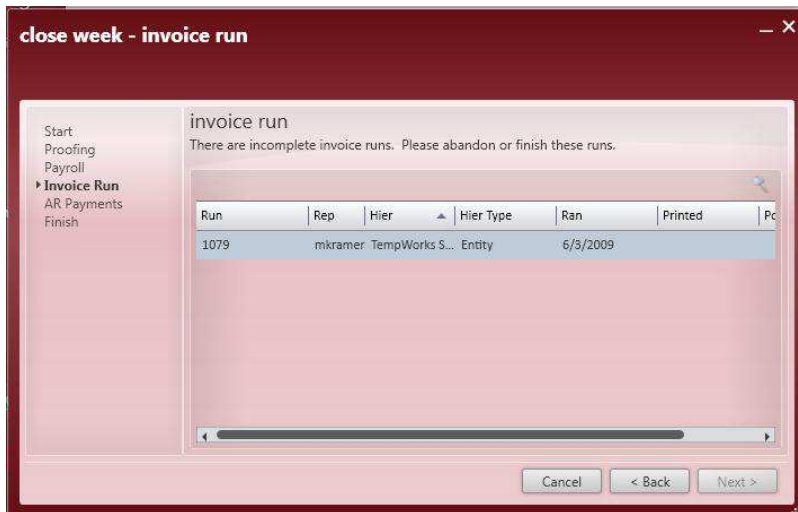 close week - invoice run
Start
Proofing
Payroll
Invoice Run
AR Payments
Finish
invoice run
There are incomplete invoice runs. Please abandon or finish these runs.
Run Rep Hier Hier Type Ran Printed
1079 mkramer TempWorks S... Entity 6/3/2009
Cancel < Back Next >